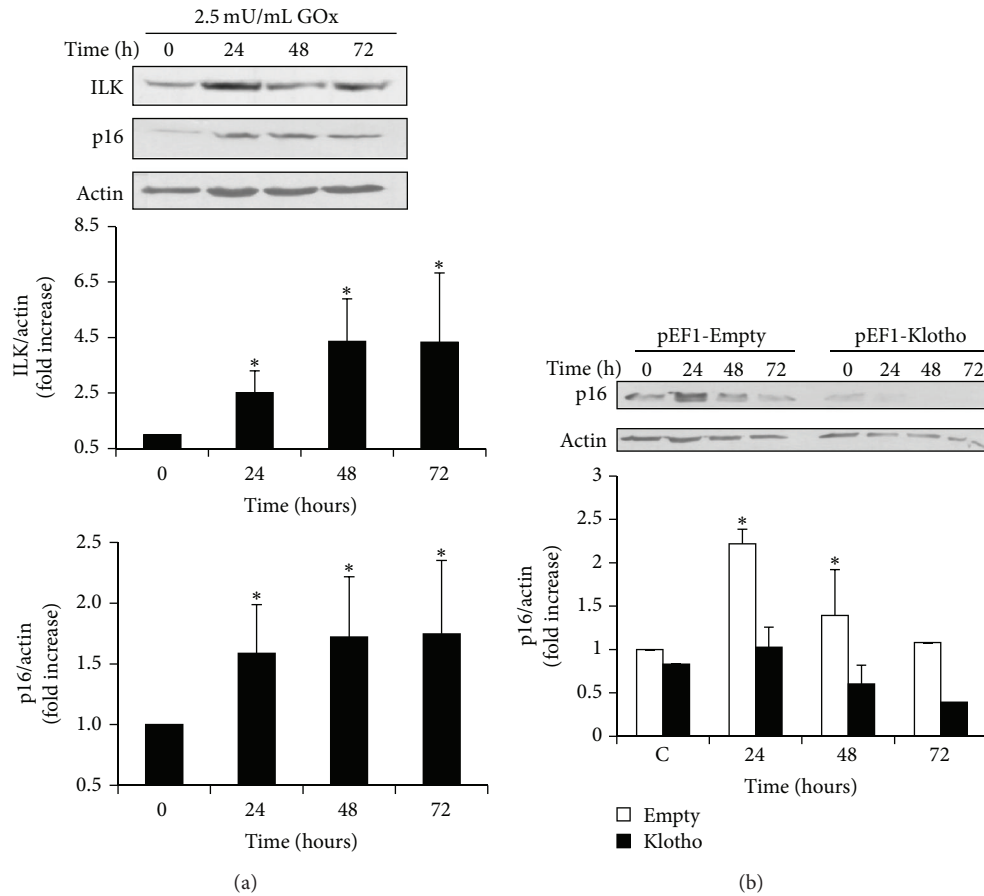 2.5 mU/mL GOx
Time (h) 0 24 48 72
ILK
p16
Actin
8.5
6.5
4.5
2.5
0.5
ILK/actin
(fold increase)
* * *
0 24 48 72
Time (hours)
2.5
2.0
1.5
1.0
0.5
p16/actin
(fold increase)
* * *
0 24 48 72
Time (hours)
(a)
pEF1-Empty pEF1-Klotho
Time (h) 0 24 48 72 0 24 48 72
p16
Actin
3
2.5
2
1.5
1
0.5
0
p16/actin
(fold increase)
* *
C 24 48 72
Time (hours)
Empty
Klotho
(b)